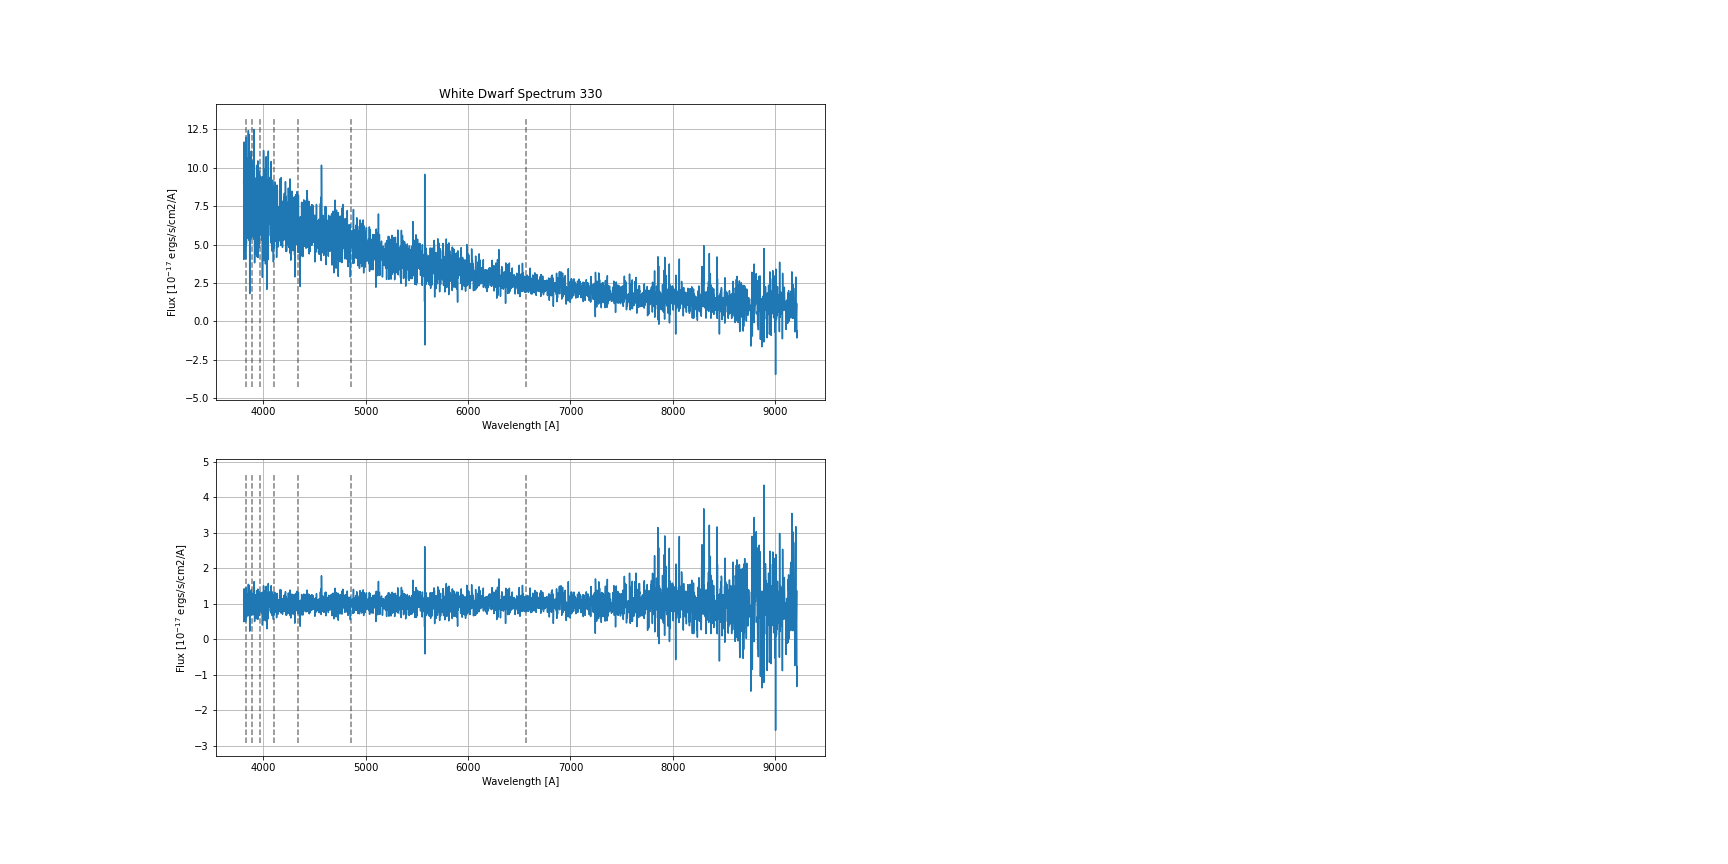 White Dwarf Spectrum 330
Flux [10⁻¹⁷ ergs/s/cm2/A]
12.5
10.0
7.5
5.0
2.5
0.0
−2.5
−5.0
4000 5000 6000 7000 8000 9000
Wavelength [A]
Flux [10⁻¹⁷ ergs/s/cm2/A]
5
4
3
2
1
0
−1
−2
−3
4000 5000 6000 7000 8000 9000
Wavelength [A]